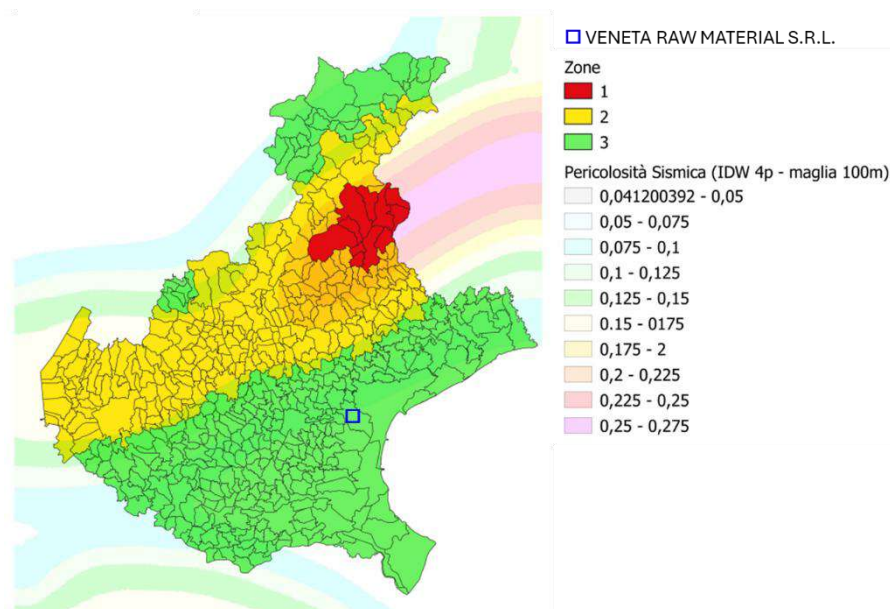 VENETA RAW MATERIAL S.R.L.
Zone
1
2
3
Pericolosità Sismica (IDW 4p - maglia 100m)
0,041200392 - 0,05
0,05 - 0,075
0,075 - 0,1
0,1 - 0,125
0,125 - 0,15
0.15 - 0175
0,175 - 2
0,2 - 0,225
0,225 - 0,25
0,25 - 0,275